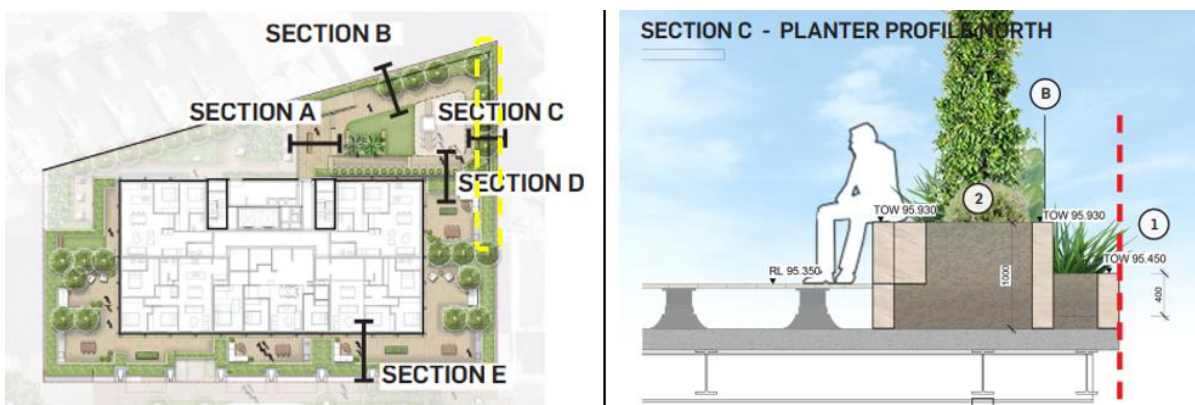 SECTION B
SECTION A
SECTION C
SECTION D
SECTION E
SECTION C - PLANTER PROFILE NORTH
B
2
1
TOW 95.930
TOW 95.930
TOW 95.450
RL 95.350
1000
400